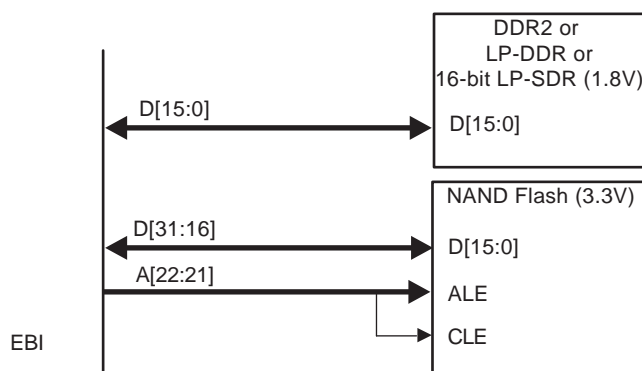 DDR2 or
LP-DDR or
16-bit LP-SDR (1.8V)
D[15:0]
D[15:0]
NAND Flash (3.3V)
D[31:16]
D[15:0]
A[22:21]
ALE
CLE
EBI